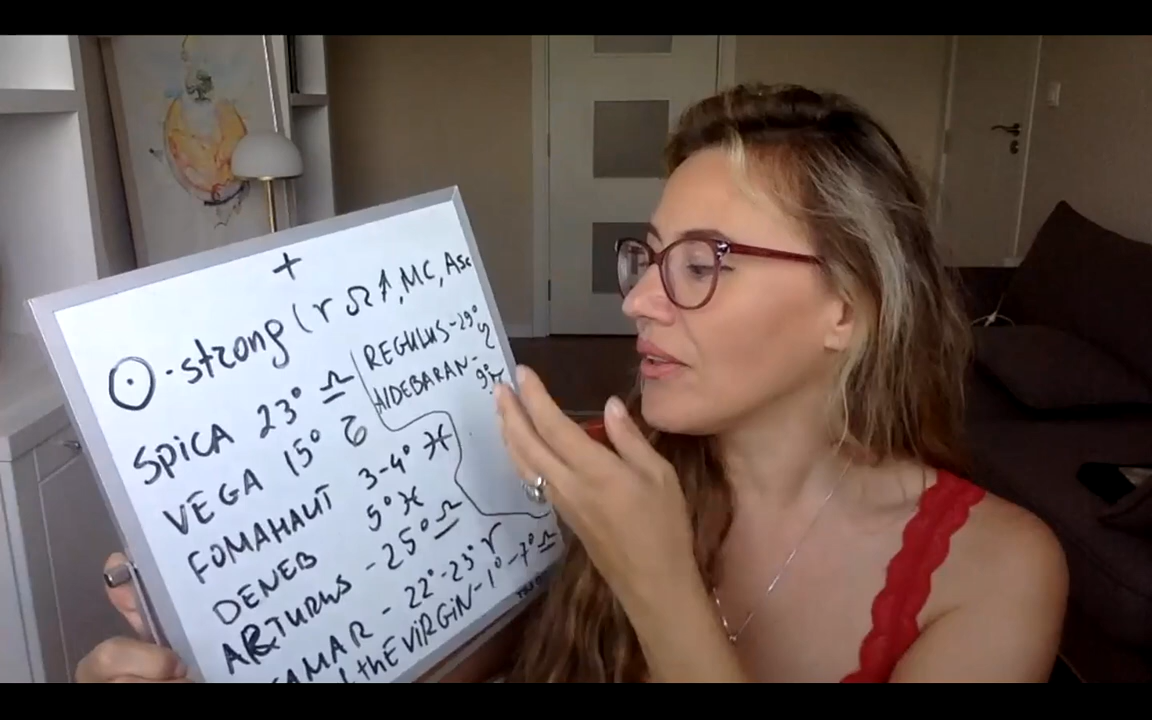 +
☉-strong (♈ ♌ ♐, MC, Asc
REGULUS-29° ♌
AlDEBARAN-9°
SPiCA 23° ♎
VEGA 15°
FOMAHAUT 3-4° ♓
DENEB 5° ♓
ARTURUS - 25° ♎
AMAR - 22°-23° ♈
thE ViRGiN-1°-7° ♎